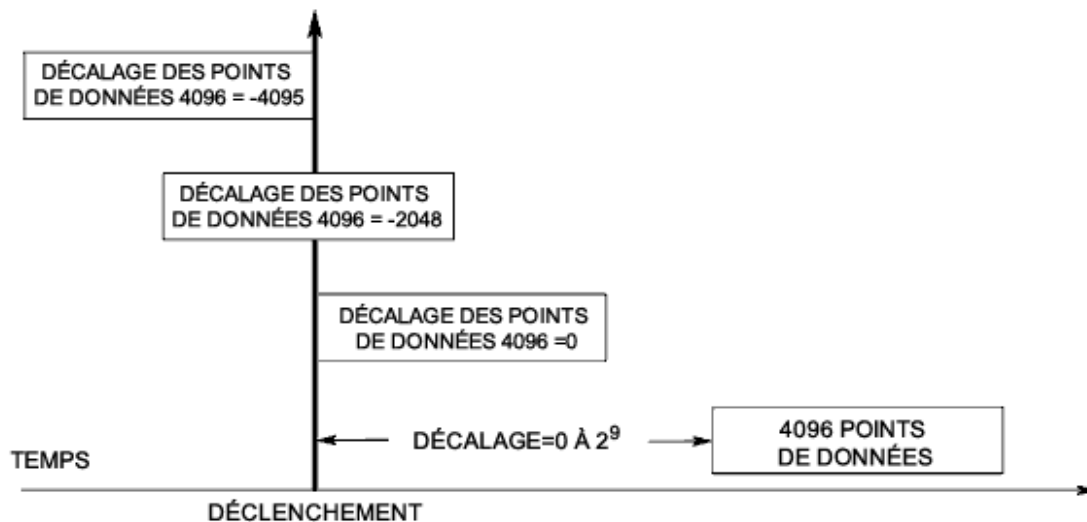 DÉCALAGE DES POINTS
DE DONNÉES 4096 = -4095
DÉCALAGE DES POINTS
DE DONNÉES 4096 = -2048
DÉCALAGE DES POINTS
DE DONNÉES 4096 =0
DÉCALAGE=0 À 2⁹
4096 POINTS
DE DONNÉES
TEMPS
DÉCLENCHEMENT